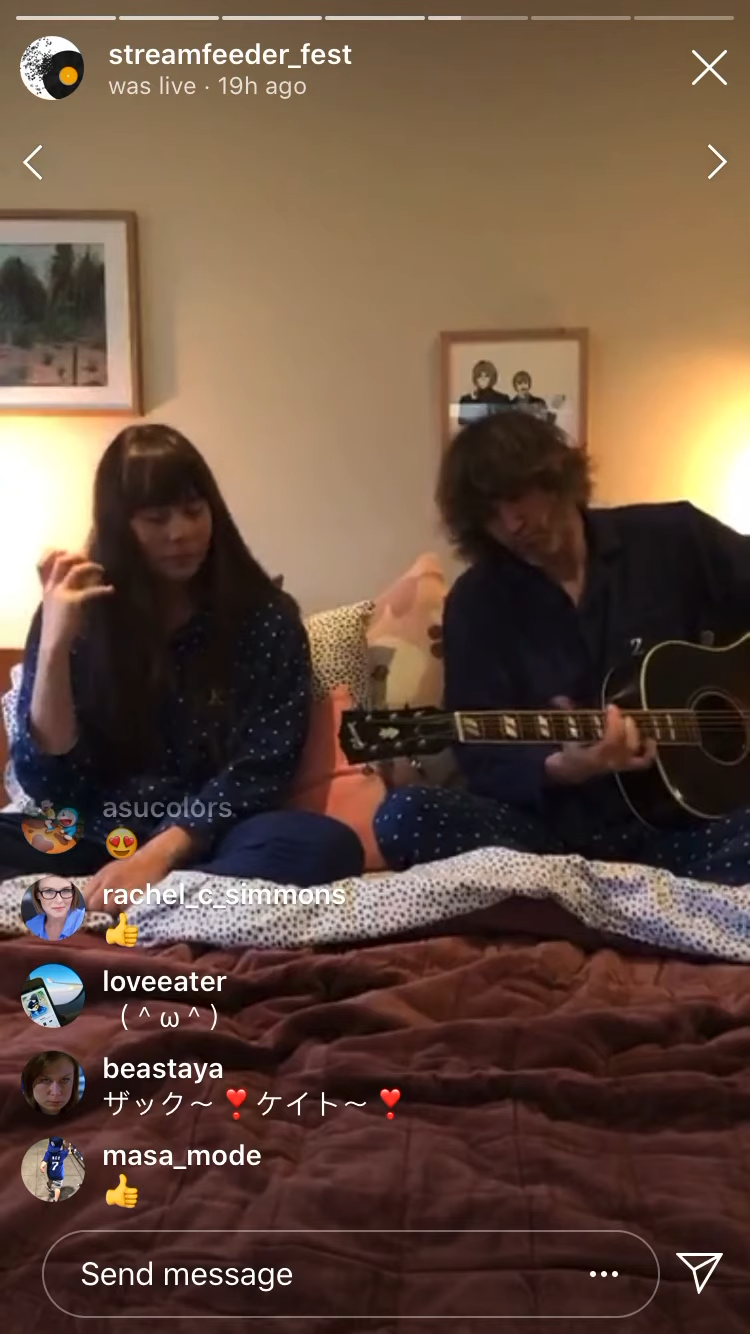 streamfeeder_fest
was live · 19h ago
asucolors
😍
rachel_c_simmons
👍
loveeater
( ^ ω ^ )
beastaya
ザック〜❣️ケイト〜❣️
masa_mode
👍
Send message